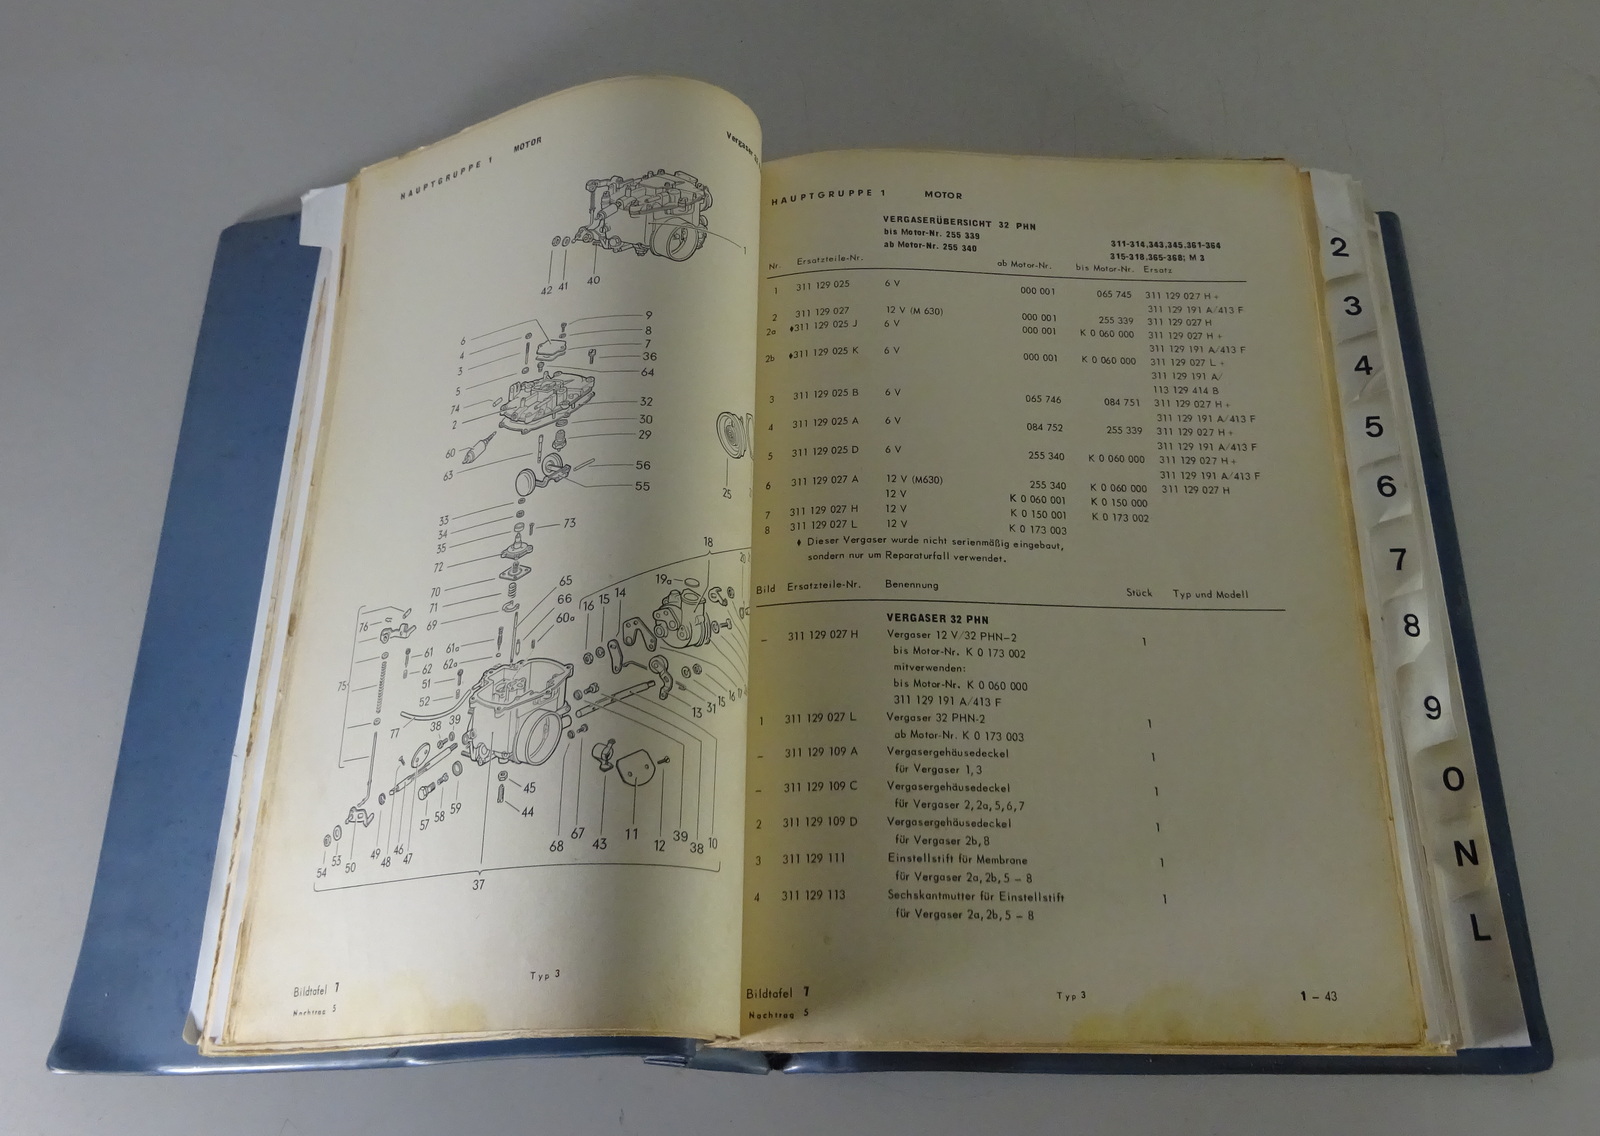 HAUPTGRUPPE 1 MOTOR
Vergaser
1
42 41 40
6
4
3
5
74
2
60
63
9
8
7
36
64
32
30
29
56
55
25
33
34
35
72
73
70
71
69
65
66
60a
18
19a
20
16 15 14
76
75
61
62
51
52
61a
62a
77
38 39
13 31 15 16
45
44
54 53 50 49 48 46 47
57 58 59
68 67 43 11 12 39 38 10
37
Typ 3
Bildtafel 7
Nachtrag 5
HAUPTGRUPPE 1 MOTOR
VERGASERÜBERSICHT 32 PHN
bis Motor-Nr. 255 339 311-314,343,345,361-364
ab Motor-Nr. 255 340 315-318,365-368; M 3
Nr. Ersatzteile-Nr. ab Motor-Nr. bis Motor-Nr. Ersatz
1 311 129 025 6 V 000 001 065 745 311 129 027 H +
311 129 191 A/413 F
2 311 129 027 12 V (M 630) 000 001 255 339 311 129 027 H
2a ♦311 129 025 J 6 V 000 001 K 0 060 000 311 129 027 H +
311 129 191 A/413 F
2b ♦311 129 025 K 6 V 000 001 K 0 060 000 311 129 027 L +
311 129 191 A/
113 129 414 B
3 311 129 025 B 6 V 065 746 084 751 311 129 027 H +
311 129 191 A/413 F
4 311 129 025 A 6 V 084 752 255 339 311 129 027 H +
311 129 191 A/413 F
5 311 129 025 D 6 V 255 340 K 0 060 000 311 129 027 H +
311 129 191 A/413 F
6 311 129 027 A 12 V (M630) 255 340 K 0 060 000 311 129 027 H
12 V K 0 060 001 K 0 150 000
7 311 129 027 H 12 V K 0 150 001 K 0 173 002
8 311 129 027 L 12 V K 0 173 003
♦ Dieser Vergaser wurde nicht serienmäßig eingebaut,
sondern nur um Reparaturfall verwendet.
Bild Ersatzteile-Nr. Benennung Stück Typ und Modell
VERGASER 32 PHN
– 311 129 027 H Vergaser 12 V/32 PHN-2 1
bis Motor-Nr. K 0 173 002
mitverwenden:
bis Motor-Nr. K 0 060 000
311 129 191 A/413 F
1 311 129 027 L Vergaser 32 PHN-2 1
ab Motor-Nr. K 0 173 003
– 311 129 109 A Vergasergehäusedeckel 1
für Vergaser 1, 3
– 311 129 109 C Vergasergehäusedeckel 1
für Vergaser 2, 2a, 5, 6, 7
2 311 129 109 D Vergasergehäusedeckel 1
für Vergaser 2b, 8
3 311 129 111 Einstellstift für Membrane 1
für Vergaser 2a, 2b, 5 – 8
4 311 129 113 Sechskantmutter für Einstellstift 1
für Vergaser 2a, 2b, 5 – 8
Bildtafel 7 Typ 3 1 – 43
Nachtrag 5
2
3
4
5
6
7
8
9
0
N
L